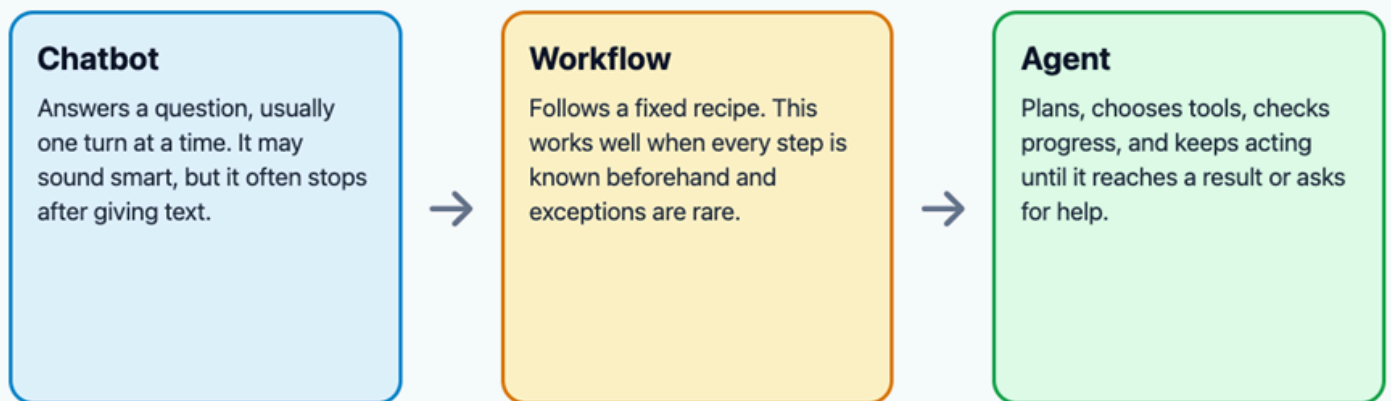 Chatbot
Answers a question, usually
one turn at a time. It may
sound smart, but it often stops
after giving text.
Workflow
Follows a fixed recipe. This
works well when every step is
known beforehand and
exceptions are rare.
Agent
Plans, chooses tools, checks
progress, and keeps acting
until it reaches a result or asks
for help.